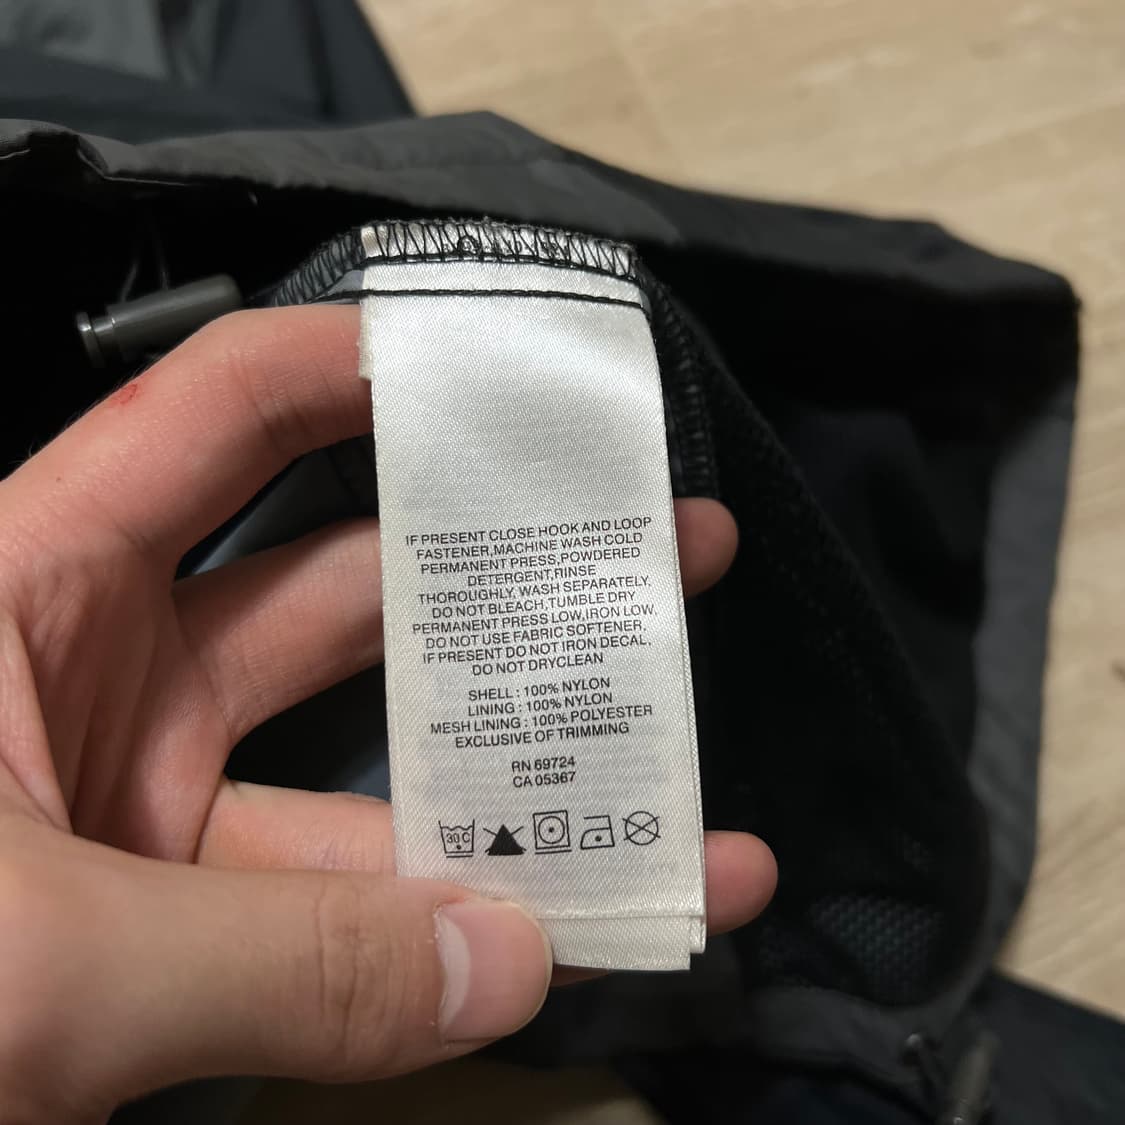 IF PRESENT CLOSE HOOK AND LOOP
FASTENER,MACHINE WASH COLD
PERMANENT PRESS,POWDERED
DETERGENT,RINSE
THOROUGHLY, WASH SEPARATELY.
DO NOT BLEACH,TUMBLE DRY
PERMANENT PRESS LOW,IRON LOW,
DO NOT USE FABRIC SOFTENER.
IF PRESENT DO NOT IRON DECAL.
DO NOT DRYCLEAN
SHELL : 100% NYLON
LINING : 100% NYLON
MESH LINING : 100% POLYESTER
EXCLUSIVE OF TRIMMING
RN 69724
CA 05367
30 C